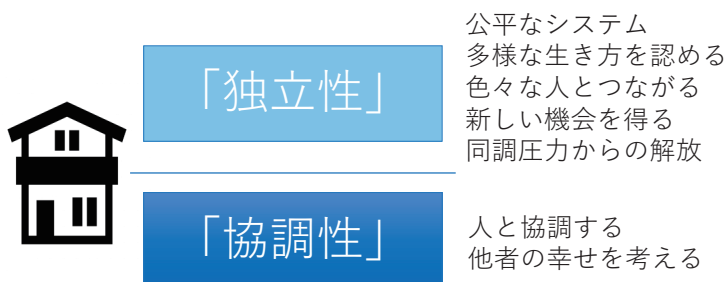 「独立性」
公平なシステム
多様な生き方を認める
色々な人とつながる
新しい機会を得る
同調圧力からの解放
「協調性」
人と協調する
他者の幸せを考える